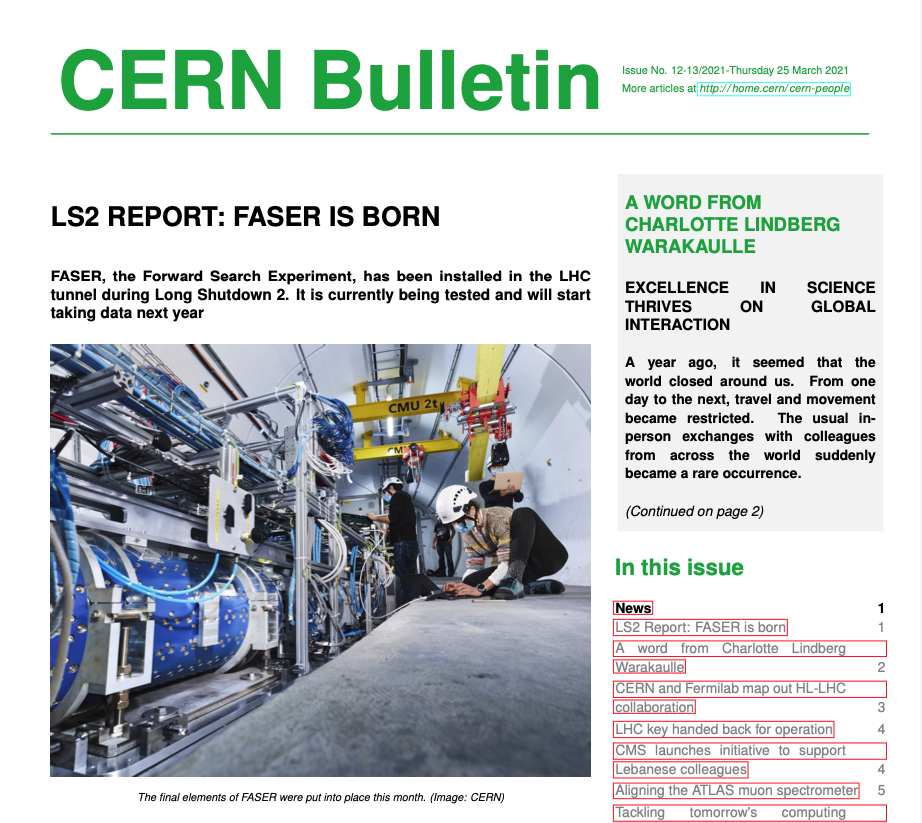 CERN Bulletin
Issue No. 12-13/2021-Thursday 25 March 2021
More articles at http://home.cern/cern-people
LS2 REPORT: FASER IS BORN
FASER, the Forward Search Experiment, has been installed in the LHC
tunnel during Long Shutdown 2. It is currently being tested and will start
taking data next year
CMU 2t
The final elements of FASER were put into place this month. (Image: CERN)
A WORD FROM
CHARLOTTE LINDBERG
WARAKAULLE
EXCELLENCE IN SCIENCE
THRIVES ON GLOBAL
INTERACTION
A year ago, it seemed that the
world closed around us. From one
day to the next, travel and movement
became restricted. The usual in-
person exchanges with colleagues
from across the world suddenly
became a rare occurrence.
(Continued on page 2)
In this issue
News 1
LS2 Report: FASER is born 1
A word from Charlotte Lindberg
Warakaulle 2
CERN and Fermilab map out HL-LHC
collaboration 3
LHC key handed back for operation 4
CMS launches initiative to support
Lebanese colleagues 4
Aligning the ATLAS muon spectrometer 5
Tackling tomorrow's computing